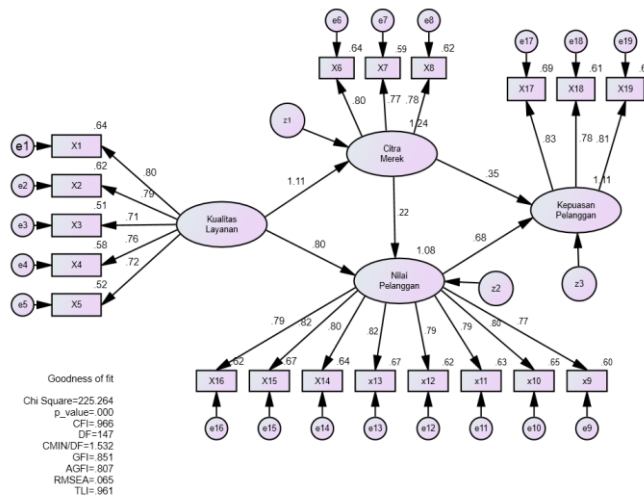 e6
e7
e8
.64
.59
.62
X6
X7
X8
.80
.77
.78
e17
e18
e19
.69
.61
X17
X18
X19
.83
.78
.81
z1
1.24
Citra
Merek
.64
e1
X1
.62
e2
X2
.51
e3
X3
.58
e4
X4
.52
e5
X5
.80
.79
.71
.76
.72
Kualitas
Layanan
1.11
.80
.22
.35
.68
1.11
Kepuasan
Pelanggan
1.08
Nilai
Pelanggan
z2
z3
.79
.82
.80
.82
.79
.79
.80
.77
.62
.67
.64
.67
.62
.63
.65
.60
X16
X15
X14
x13
x12
x11
x10
x9
e16
e15
e14
e13
e12
e11
e10
e9
Goodness of fit
Chi Square=225.264
p_value=.000
CFI=.966
DF=147
CMIN/DF=1.532
GFI=.851
AGFI=.807
RMSEA=.065
TLI=.961